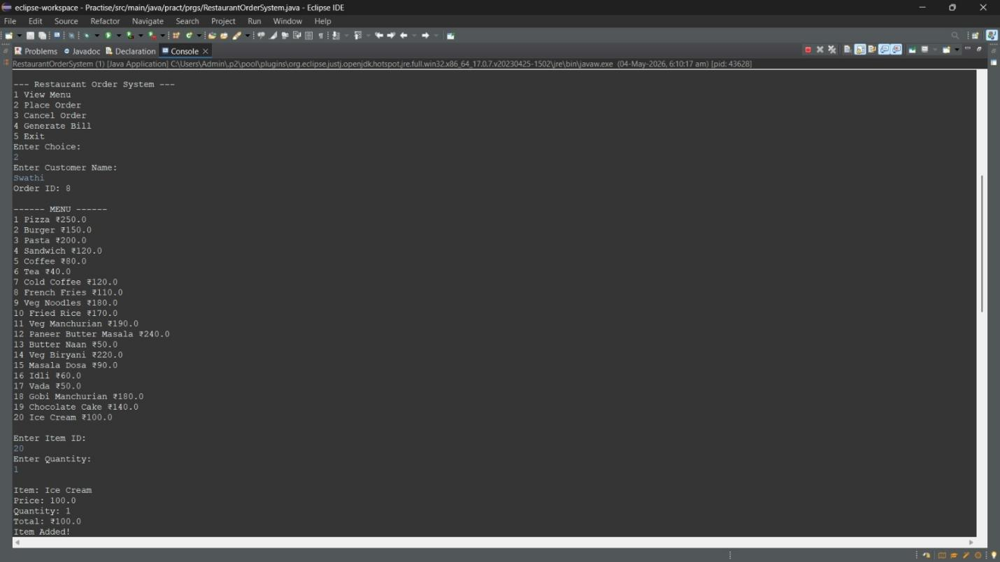 eclipse-workspace - Practise/src/main/java/pract/prgs/RestaurantOrderSystem.java - Eclipse IDE
File Edit Source Refactor Navigate Search Project Run Window Help
Problems Javadoc Declaration Console
RestaurantOrderSystem (1) [Java Application] C:\Users\Admin\.p2\pool\plugins\org.eclipse.justj.openjdk.hotspot.jre.full.win32.x86_64_17.0.7.v20230425-1502\jre\bin\javaw.exe (04-May-2026, 6:10:17 am) [pid: 43628]
--- Restaurant Order System ---
1 View Menu
2 Place Order
3 Cancel Order
4 Generate Bill
5 Exit
Enter Choice:
2
Enter Customer Name:
Swathi
Order ID: 8
------ MENU ------
1 Pizza ₹250.0
2 Burger ₹150.0
3 Pasta ₹200.0
4 Sandwich ₹120.0
5 Coffee ₹80.0
6 Tea ₹40.0
7 Cold Coffee ₹120.0
8 French Fries ₹110.0
9 Veg Noodles ₹180.0
10 Fried Rice ₹170.0
11 Veg Manchurian ₹190.0
12 Paneer Butter Masala ₹240.0
13 Butter Naan ₹50.0
14 Veg Biryani ₹220.0
15 Masala Dosa ₹90.0
16 Idli ₹60.0
17 Vada ₹50.0
18 Gobi Manchurian ₹180.0
19 Chocolate Cake ₹140.0
20 Ice Cream ₹100.0
Enter Item ID:
20
Enter Quantity:
1
Item: Ice Cream
Price: 100.0
Quantity: 1
Total: ₹100.0
Item Added!